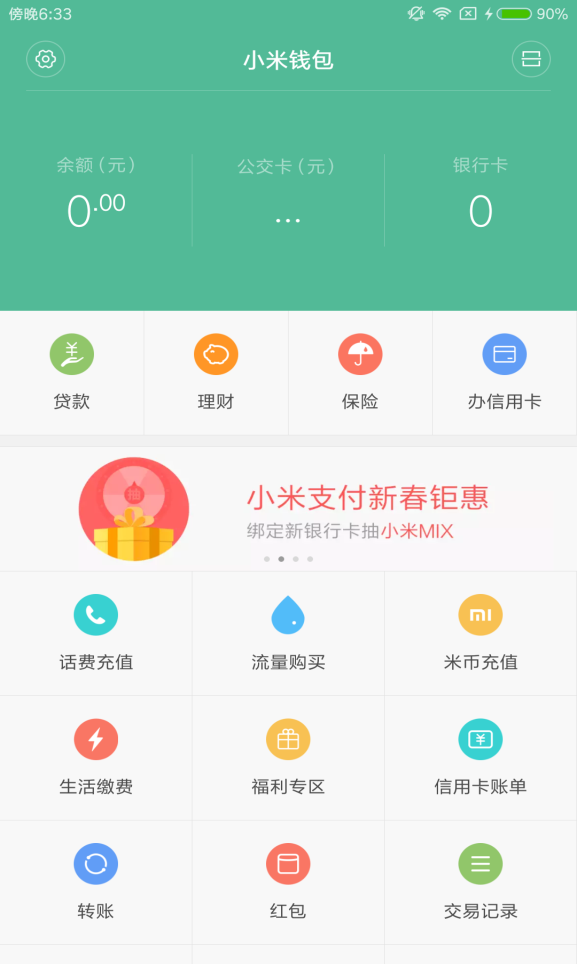 傍晚6:33
90%
小米钱包
余额（元）
公交卡（元）
银行卡
0.00
...
0
贷款
理财
保险
办信用卡
抽
小米支付新春钜惠
绑定新银行卡抽小米MIX
话费充值
流量购买
mi
米币充值
生活缴费
福利专区
信用卡账单
转账
红包
交易记录